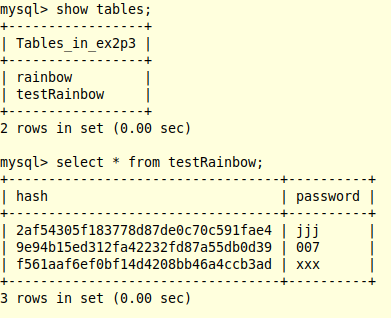 mysql> show tables;
+-----------------+
| Tables_in_ex2p3 |
+-----------------+
| rainbow         |
| testRainbow     |
+-----------------+
2 rows in set (0.00 sec)

mysql> select * from testRainbow;
+----------------------------------+----------+
| hash                             | password |
+----------------------------------+----------+
| 2af54305f183778d87de0c70c591fae4 | jjj      |
| 9e94b15ed312fa42232fd87a55db0d39 | 007      |
| f561aaf6ef0bf14d4208bb46a4ccb3ad | xxx      |
+----------------------------------+----------+
3 rows in set (0.00 sec)